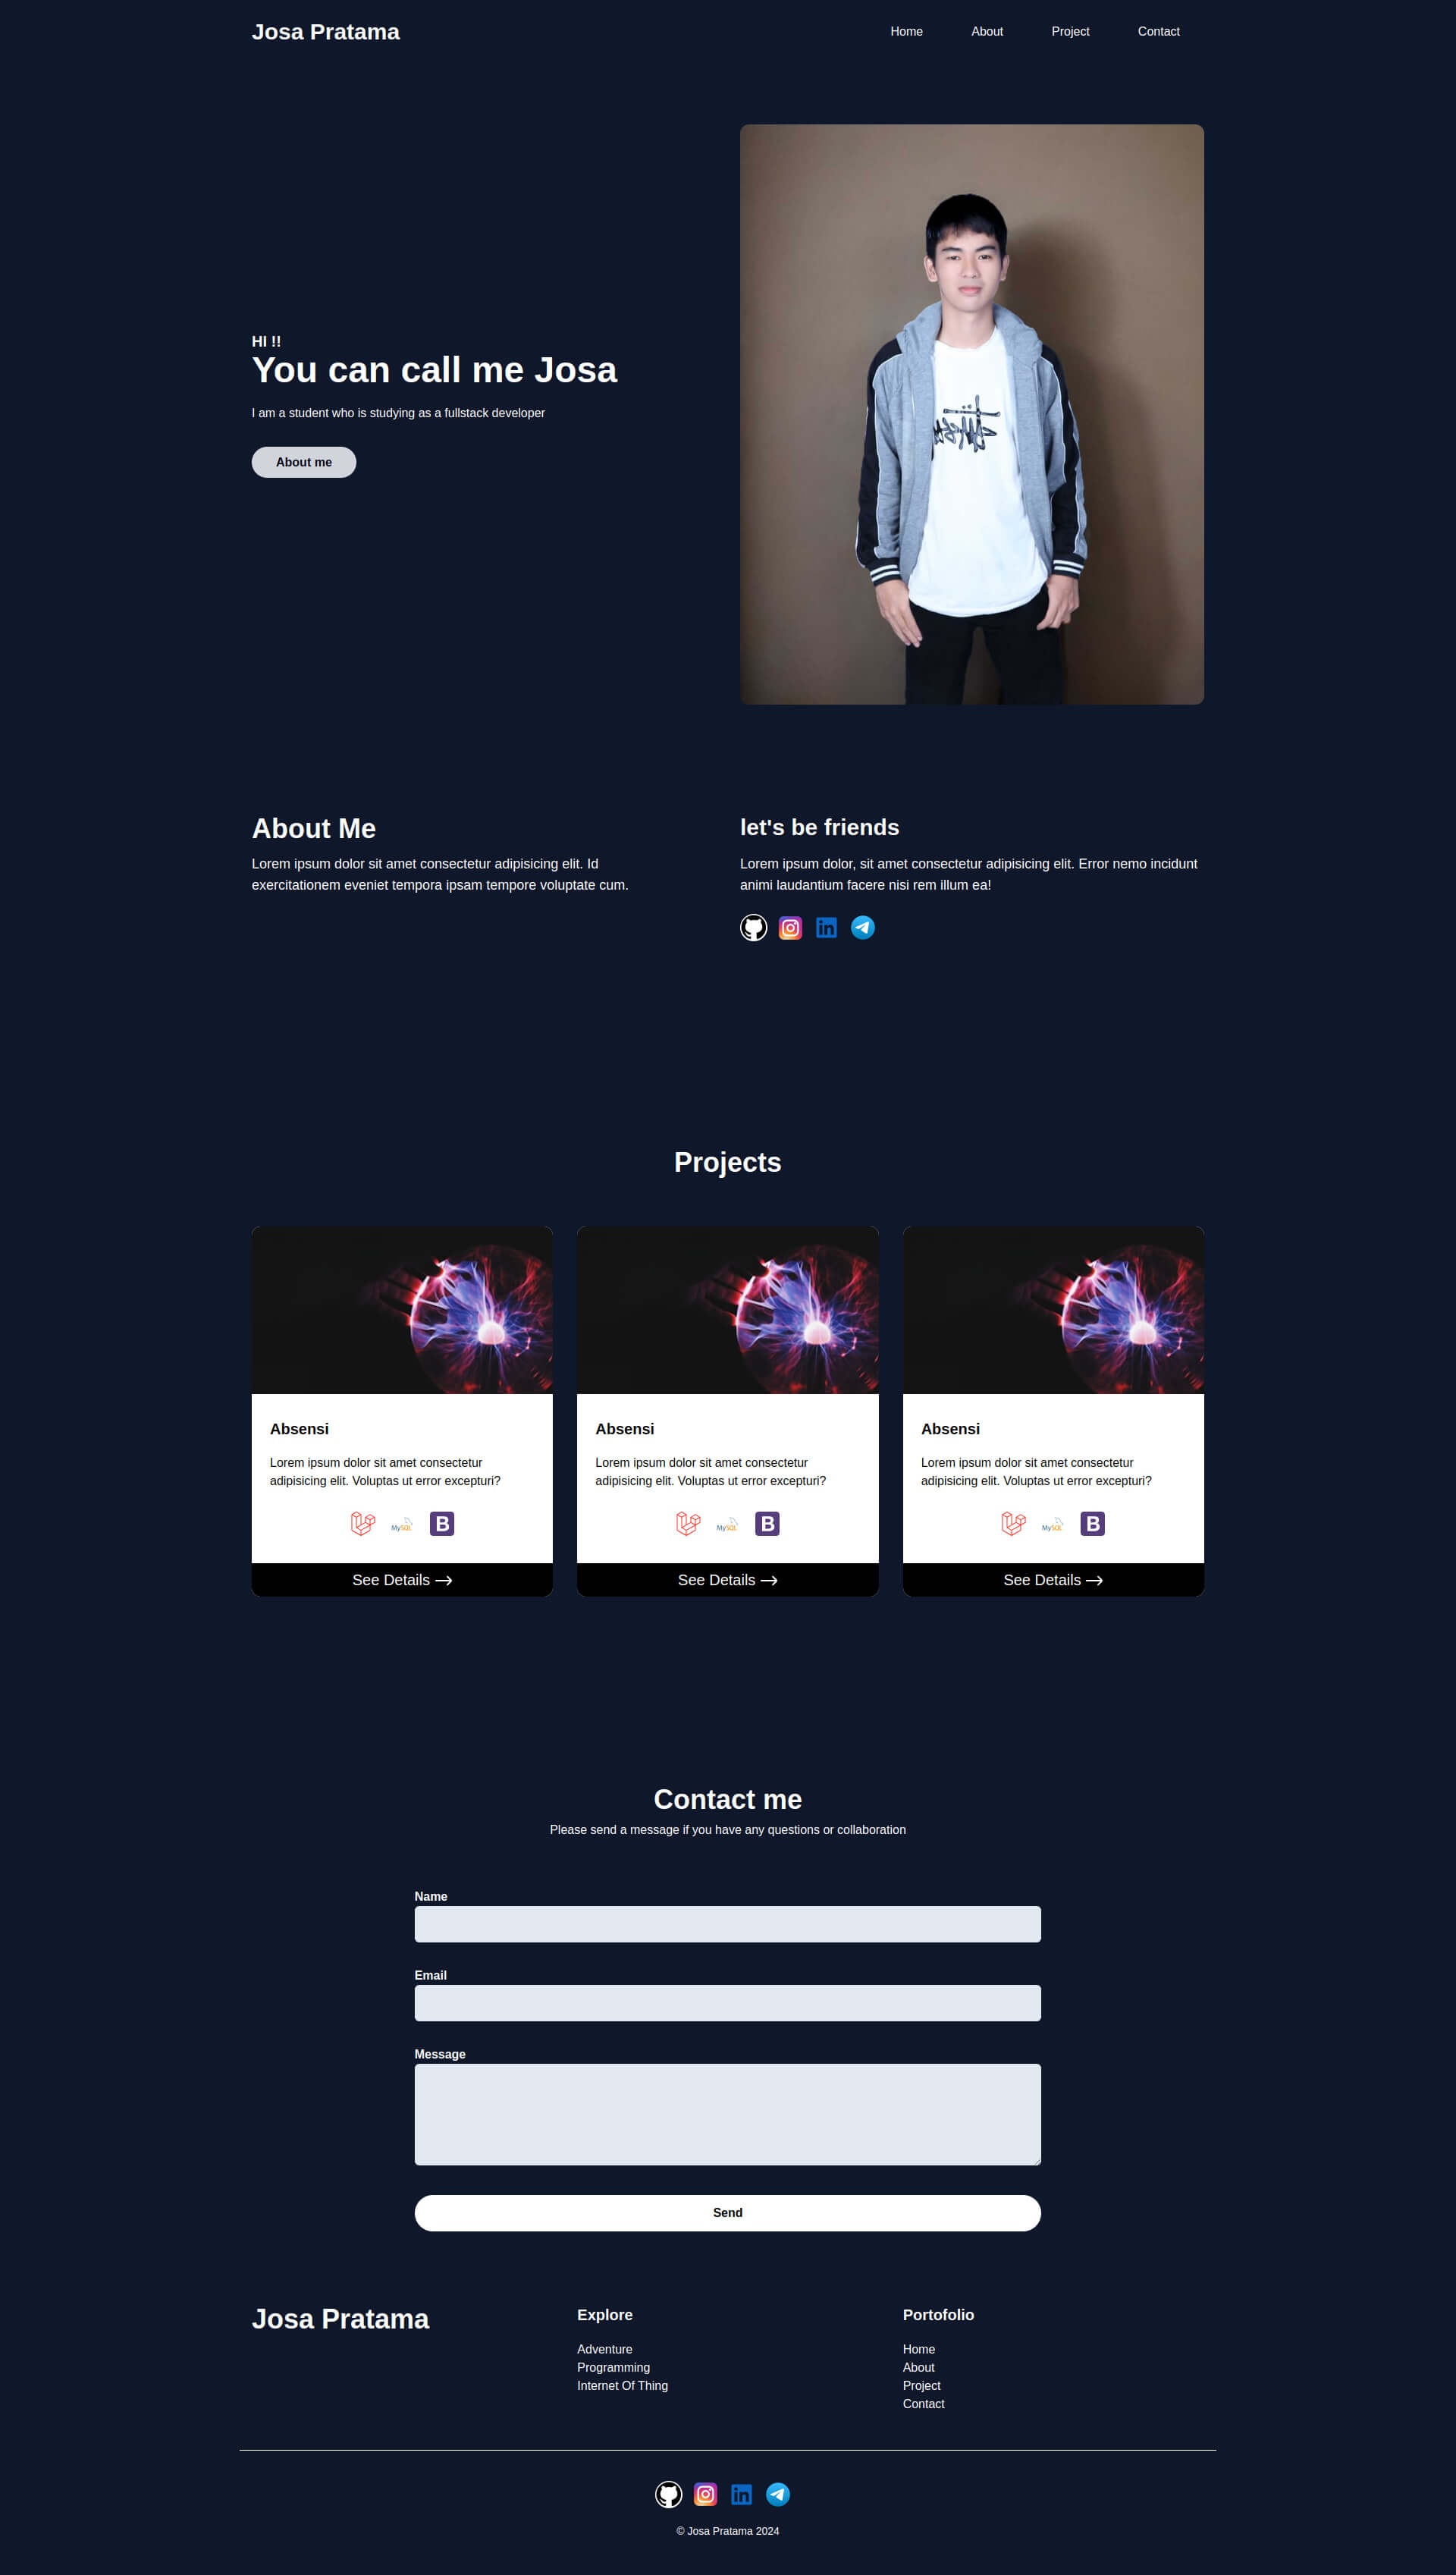 Josa Pratama
Home
About
Project
Contact
HI !!
You can call me Josa
I am a student who is studying as a fullstack developer
About me
About Me
Lorem ipsum dolor sit amet consectetur adipisicing elit. Id
exercitationem eveniet tempora ipsam tempore voluptate cum.
let's be friends
Lorem ipsum dolor, sit amet consectetur adipisicing elit. Error nemo incidunt
animi laudantium facere nisi rem illum ea!
in
Projects
Absensi
Lorem ipsum dolor sit amet consectetur
adipisicing elit. Voluptas ut error excepturi?
MySQL
B
See Details
Absensi
Lorem ipsum dolor sit amet consectetur
adipisicing elit. Voluptas ut error excepturi?
MySQL
B
See Details
Absensi
Lorem ipsum dolor sit amet consectetur
adipisicing elit. Voluptas ut error excepturi?
MySQL
B
See Details
Contact me
Please send a message if you have any questions or collaboration
Name
Email
Message
Send
Josa Pratama
Explore
Adventure
Programming
Internet Of Thing
Portofolio
Home
About
Project
Contact
in
© Josa Pratama 2024